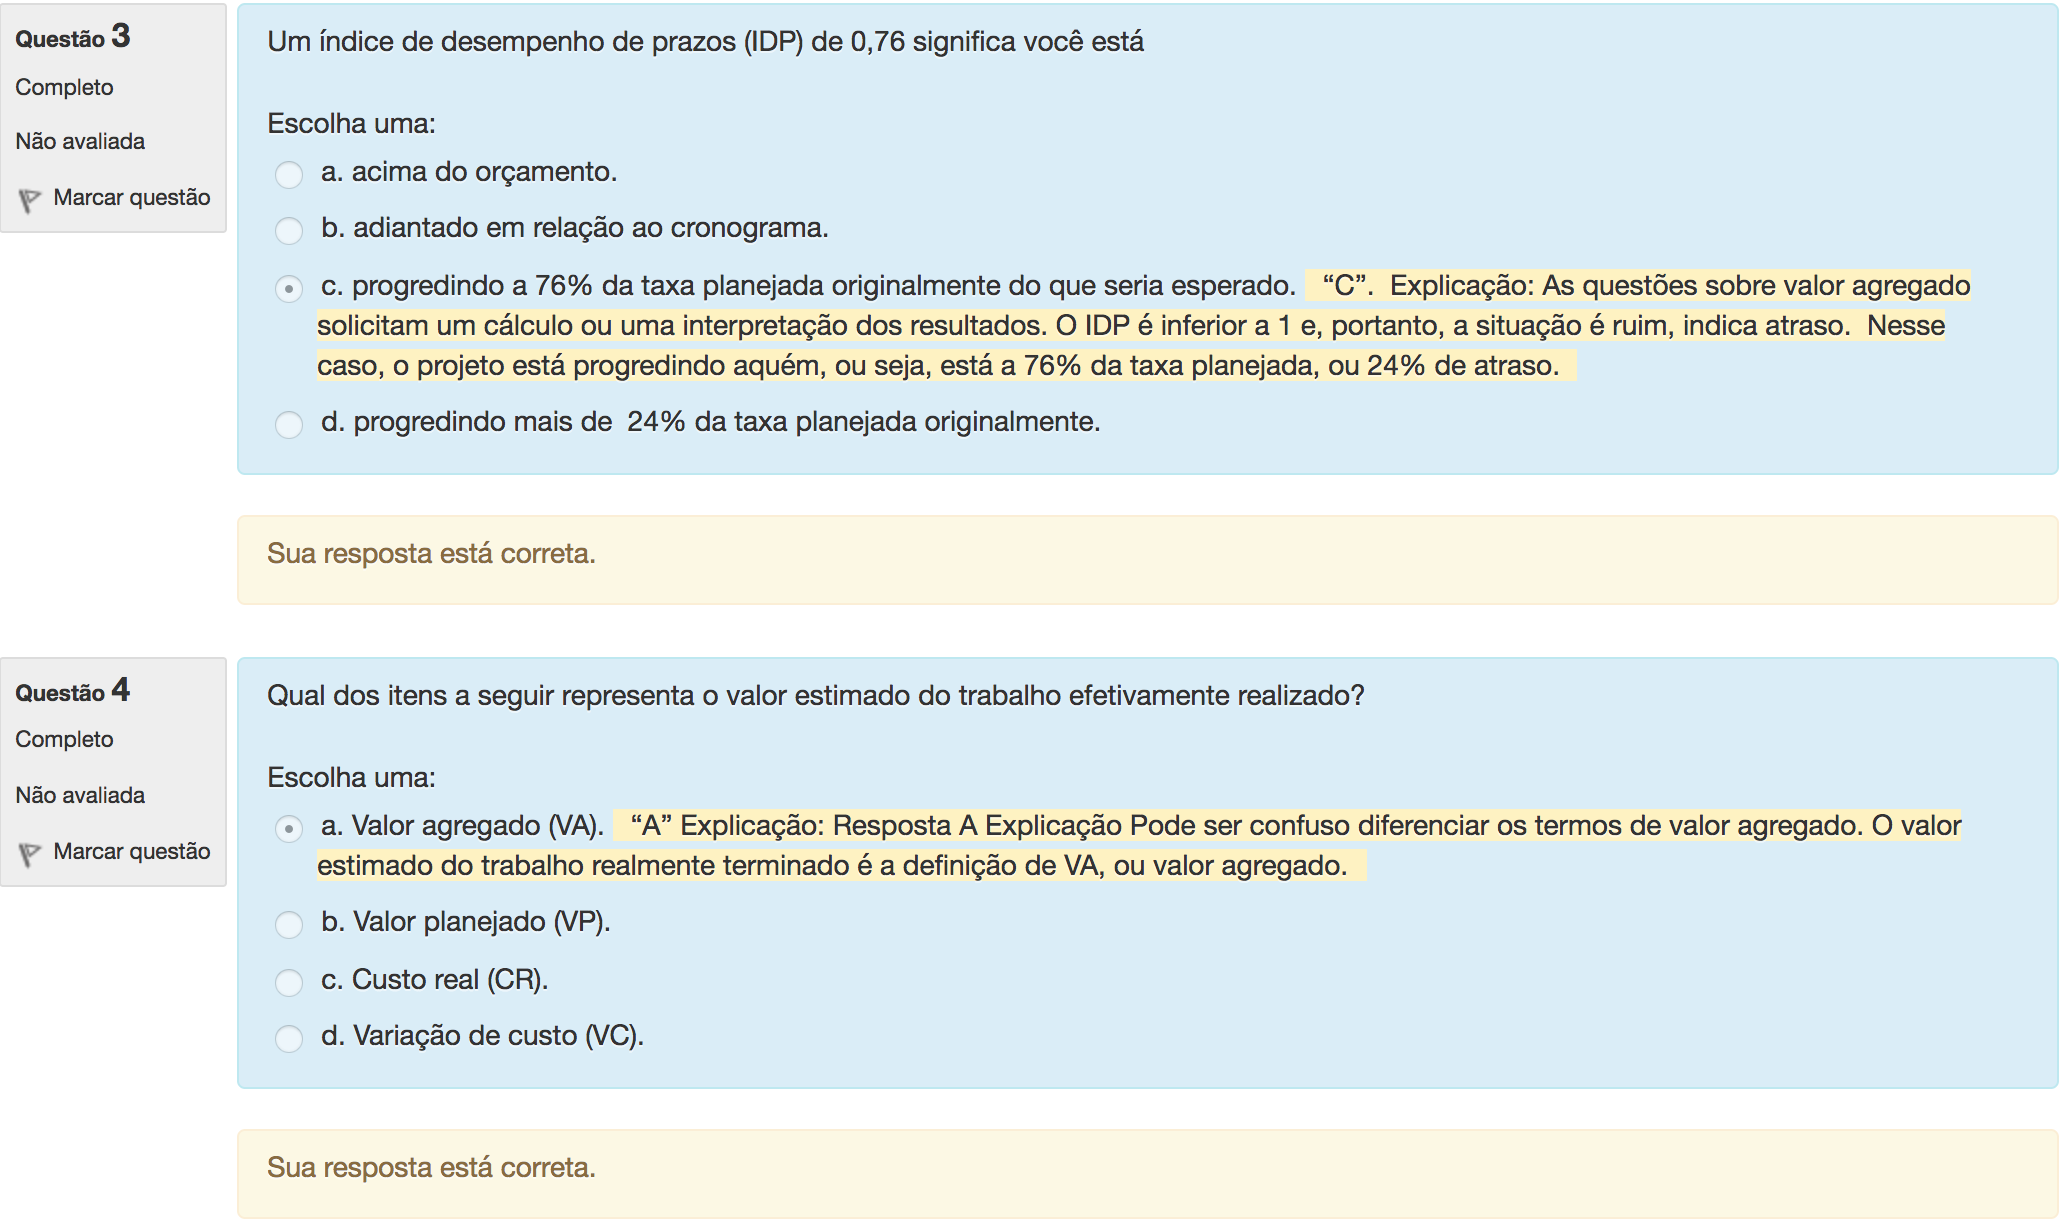 Questão 3
Completo
Não avaliada
Marcar questão
Um índice de desempenho de prazos (IDP) de 0,76 significa você está
Escolha uma:
a. acima do orçamento.
b. adiantado em relação ao cronograma.
c. progredindo a 76% da taxa planejada originalmente do que seria esperado. “C”. Explicação: As questões sobre valor agregado
solicitam um cálculo ou uma interpretação dos resultados. O IDP é inferior a 1 e, portanto, a situação é ruim, indica atraso. Nesse
caso, o projeto está progredindo aquém, ou seja, está a 76% da taxa planejada, ou 24% de atraso.
d. progredindo mais de 24% da taxa planejada originalmente.
Sua resposta está correta.
Questão 4
Completo
Não avaliada
Marcar questão
Qual dos itens a seguir representa o valor estimado do trabalho efetivamente realizado?
Escolha uma:
a. Valor agregado (VA). “A” Explicação: Resposta A Explicação Pode ser confuso diferenciar os termos de valor agregado. O valor
estimado do trabalho realmente terminado é a definição de VA, ou valor agregado.
b. Valor planejado (VP).
c. Custo real (CR).
d. Variação de custo (VC).
Sua resposta está correta.